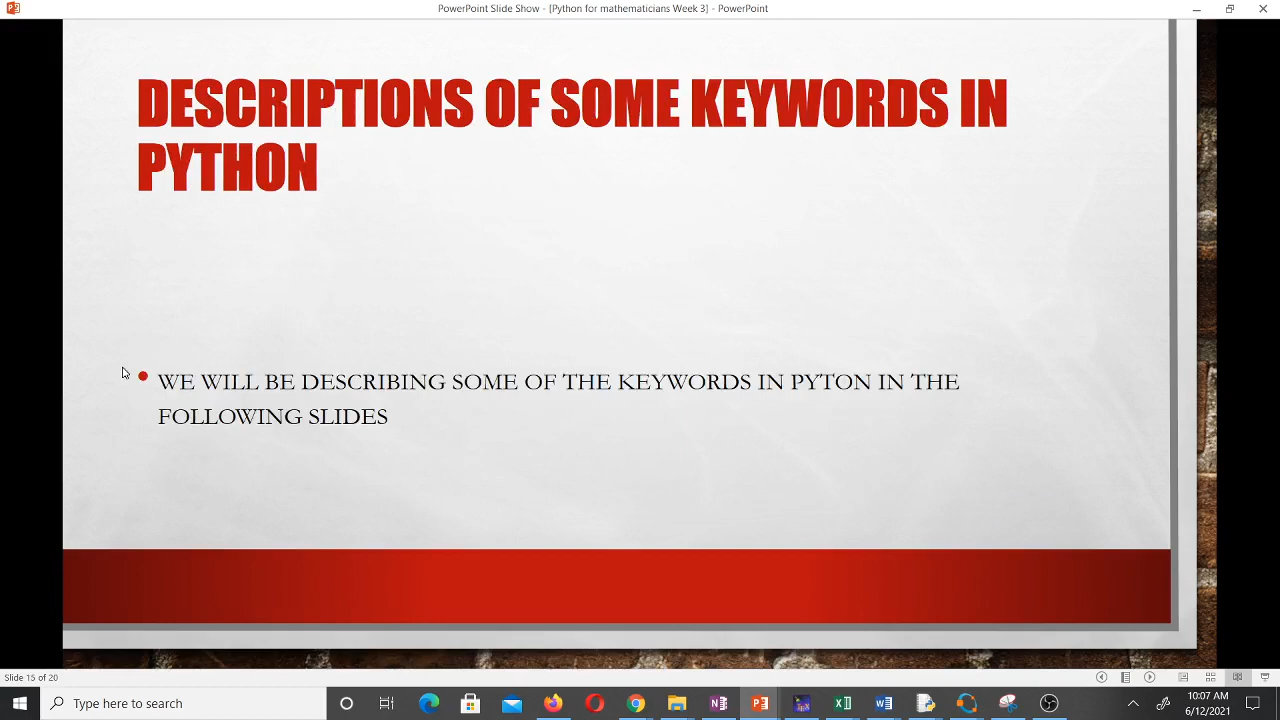 PowerPoint Slide Show - [Python for mathematicians Week 3] - PowerPoint
DESCRIPTIONS F SOME KEYWORDS IN
PYTHON
• WE WILL BE DESCRIBING SOME OF THE KEYWORDS IN PYTON IN THE
FOLLOWING SLIDES
Slide 15 of 20
Type here to search
10:07 AM
6/12/2021